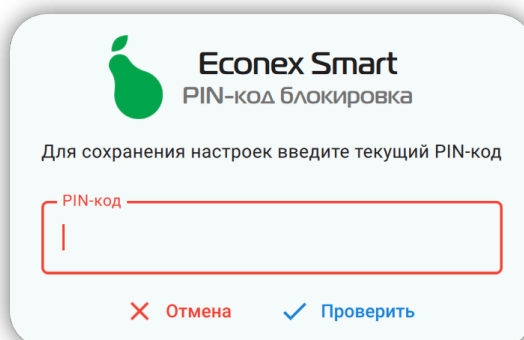 Econex Smart
PIN-код блокировка
Для сохранения настроек введите текущий PIN-код
PIN-код
Отмена
Проверить